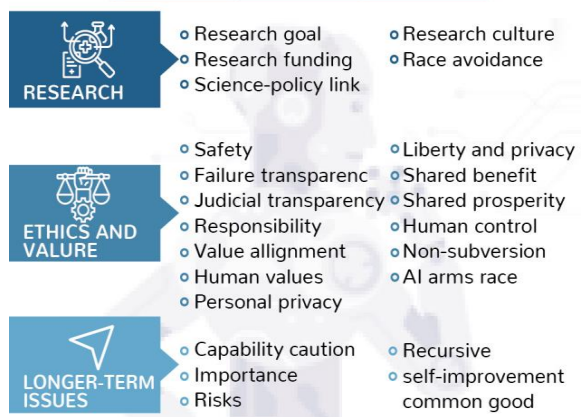 RESEARCH
Research goal
Research funding
Science-policy link
Research culture
Race avoidance
ETHICS AND
VALURE
Safety
Failure transparenc
Judicial transparency
Responsibility
Value allignment
Human values
Personal privacy
Liberty and privacy
Shared benefit
Shared prosperity
Human control
Non-subversion
AI arms race
LONGER-TERM
ISSUES
Capability caution
Importance
Risks
Recursive
self-improvement
common good